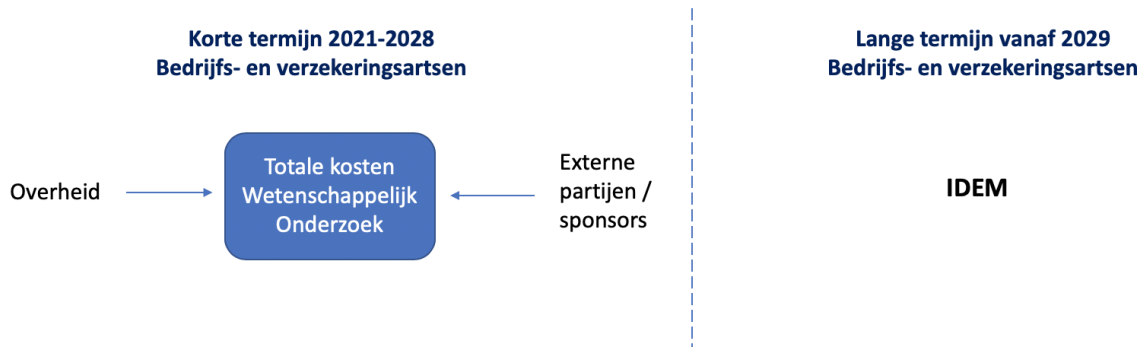 Korte termijn 2021-2028
Bedrijfs- en verzekeringsartsen
Overheid
Totale kosten
Wetenschappelijk
Onderzoek
Externe
partijen /
sponsors
Lange termijn vanaf 2029
Bedrijfs- en verzekeringsartsen
IDEM